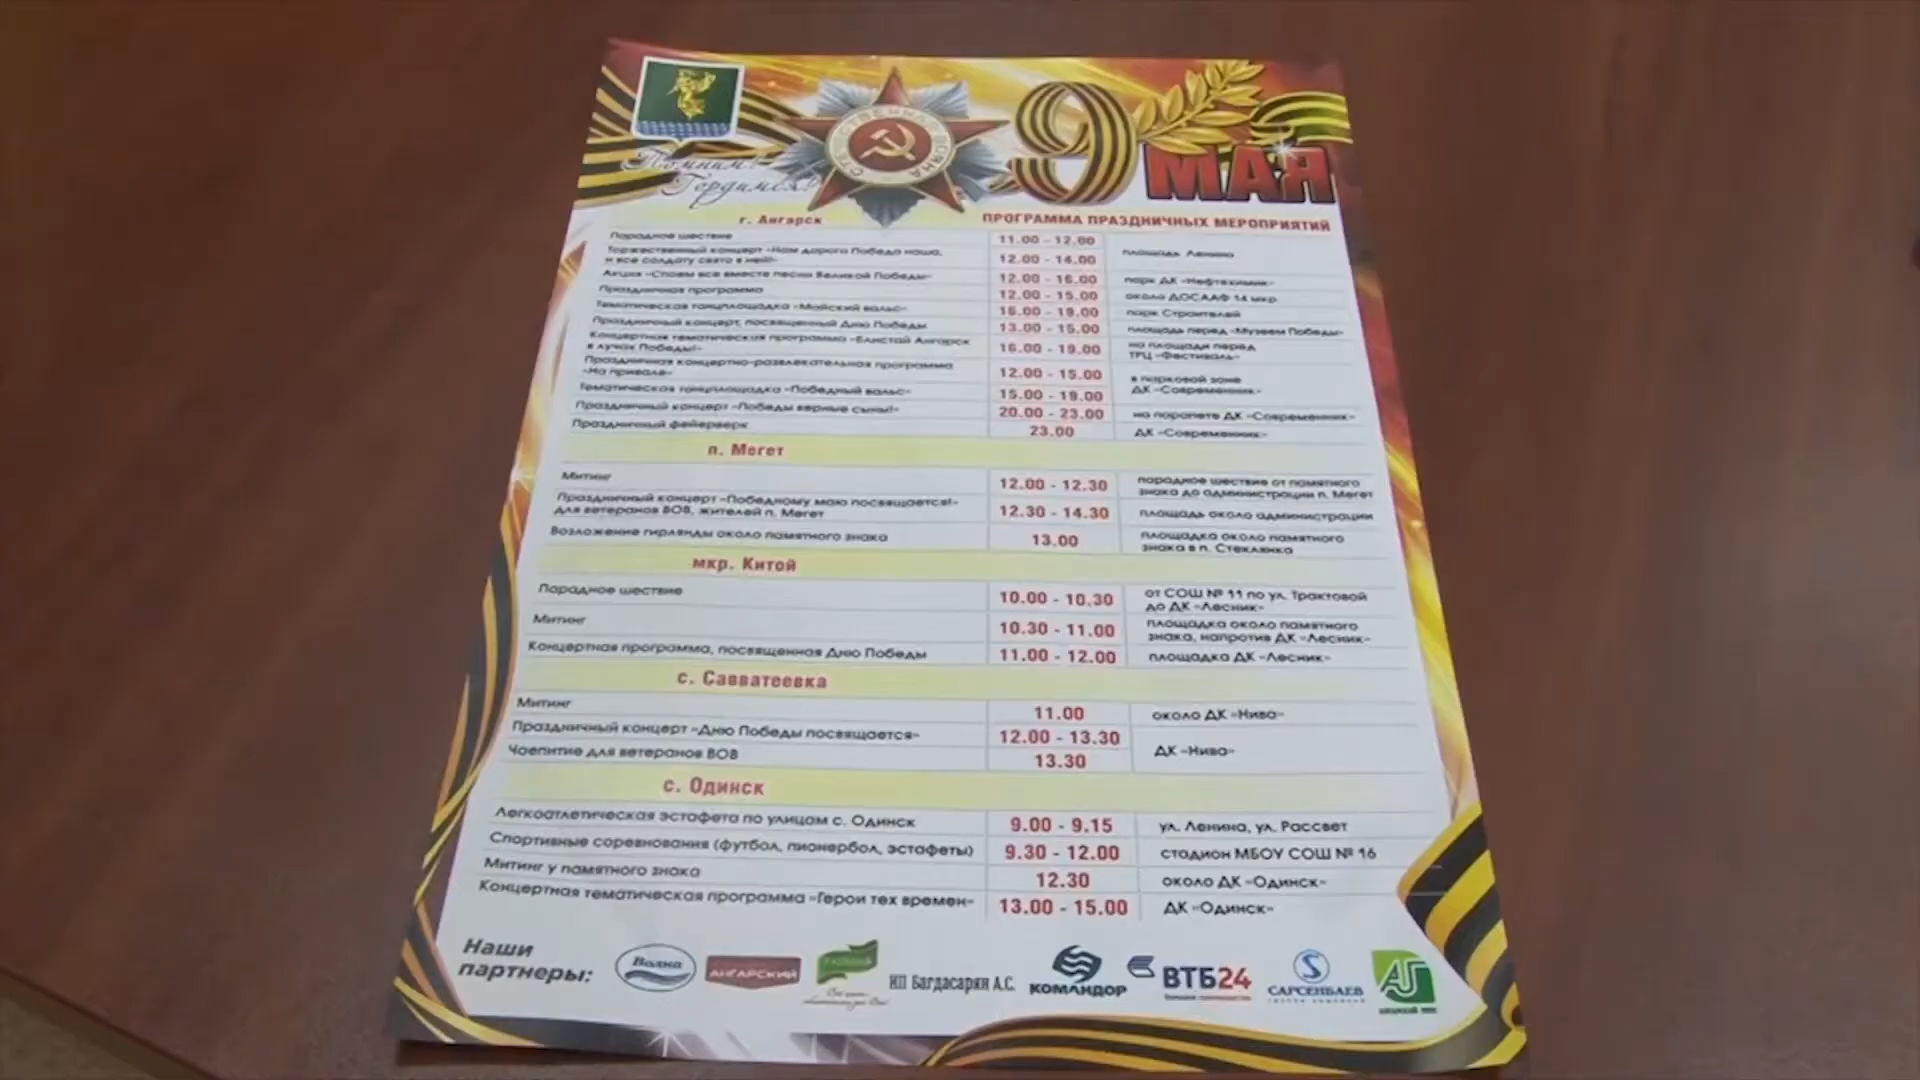 Помним! Гордимся!
ОТЕЧЕСТВЕННАЯ ВОЙНА
9 МАЯ
г. Ангарск
ПРОГРАММА ПРАЗДНИЧНЫХ МЕРОПРИЯТИЙ
Парадное шествие 11.00 - 12.00 площадь Ленина
Торжественный концерт «Нам дорога Победа наша,
и все солдату свято в ней!» 12.00 - 14.00
Акция «Споем все вместе песни Великой Победы» 12.00 - 16.00 парк ДК «Нефтехимик»
Праздничная программа 12.00 - 15.00 около ДОСААФ 14 мкр.
Тематическая танцплощадка «Майский вальс» 16.00 - 19.00 парк Строителей
Праздничный концерт, посвященный Дню Победы 13.00 - 15.00 площадь перед «Музеем Победы»
Концертная тематическая программа «Блистай Ангарск
в лучах Победы!» 16.00 - 19.00 на площади перед
ТРЦ «Фестиваль»
Праздничная концертно-развлекательная программа
«На привале» 12.00 - 15.00 в парковой зоне
ДК «Современник»
Тематическая танцплощадка «Победный вальс» 15.00 - 19.00
Праздничный концерт «Победы верные сыны!» 20.00 - 23.00 на парапете ДК «Современник»
Праздничный фейерверк 23.00 ДК «Современник»
п. Мегет
Митинг 12.00 - 12.30 парадное шествие от памятного
знака до администрации п. Мегет
Праздничный концерт «Победному маю посвящается!»
для ветеранов ВОВ, жителей п. Мегет 12.30 - 14.30 площадь около администрации
Возложение гирлянды около памятного знака 13.00 площадка около памятного
знака в п. Стеклянка
мкр. Китой
Парадное шествие 10.00 - 10.30 от СОШ № 11 по ул. Трактовой
до ДК «Лесник»
Митинг 10.30 - 11.00 площадка около памятного
знака, напротив ДК «Лесник»
Концертная программа, посвященная Дню Победы 11.00 - 12.00 площадка ДК «Лесник»
с. Савватеевка
Митинг 11.00 около ДК «Нива»
Праздничный концерт «Дню Победы посвящается» 12.00 - 13.30 ДК «Нива»
Чаепитие для ветеранов ВОВ 13.30
с. Одинск
Легкоатлетическая эстафета по улицам с. Одинск 9.00 - 9.15 ул. Ленина, ул. Рассвет
Спортивные соревнования (футбол, пионербол, эстафеты) 9.30 - 12.00 стадион МБОУ СОШ № 16
Митинг у памятного знака 12.30 около ДК «Одинск»
Концертная тематическая программа «Герои тех времен» 13.00 - 15.00 ДК «Одинск»
Наши
партнеры:
Волна
АНГАРСКИЙ
ИП Багдасарян А.С.
КОМАНДОР
ВТБ24
САРСЕНБАЕВ